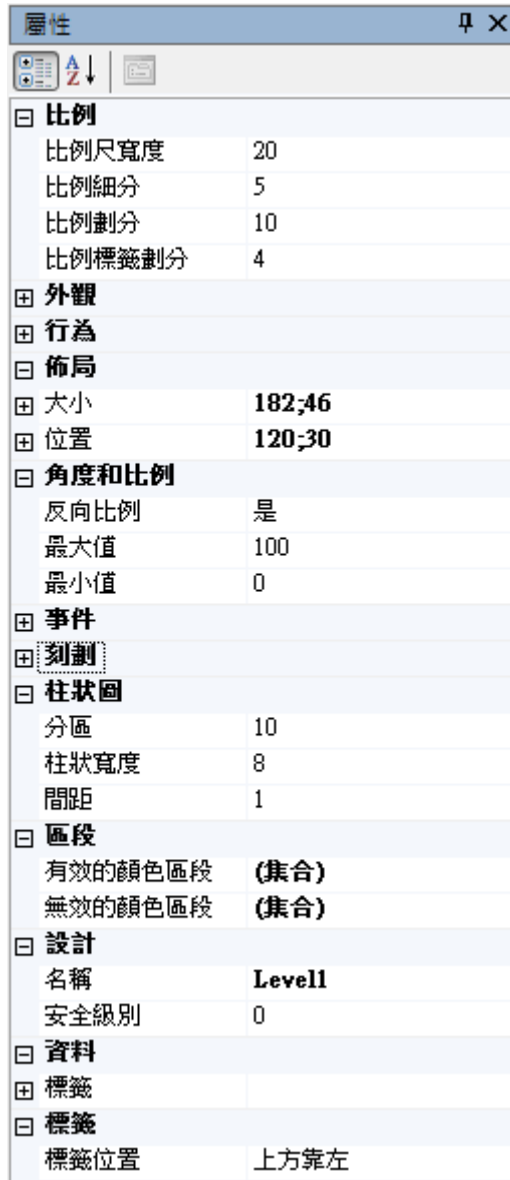 屬性
比例
比例尺寬度 20
比例細分 5
比例劃分 10
比例標籤劃分 4
外觀
行為
佈局
大小 182;46
位置 120;30
角度和比例
反向比例 是
最大值 100
最小值 0
事件
刻劃
柱狀圖
分區 10
柱狀寬度 8
間距 1
區段
有效的顏色區段 (集合)
無效的顏色區段 (集合)
設計
名稱 Level1
安全級別 0
資料
標籤
標籤
標籤位置 上方靠左